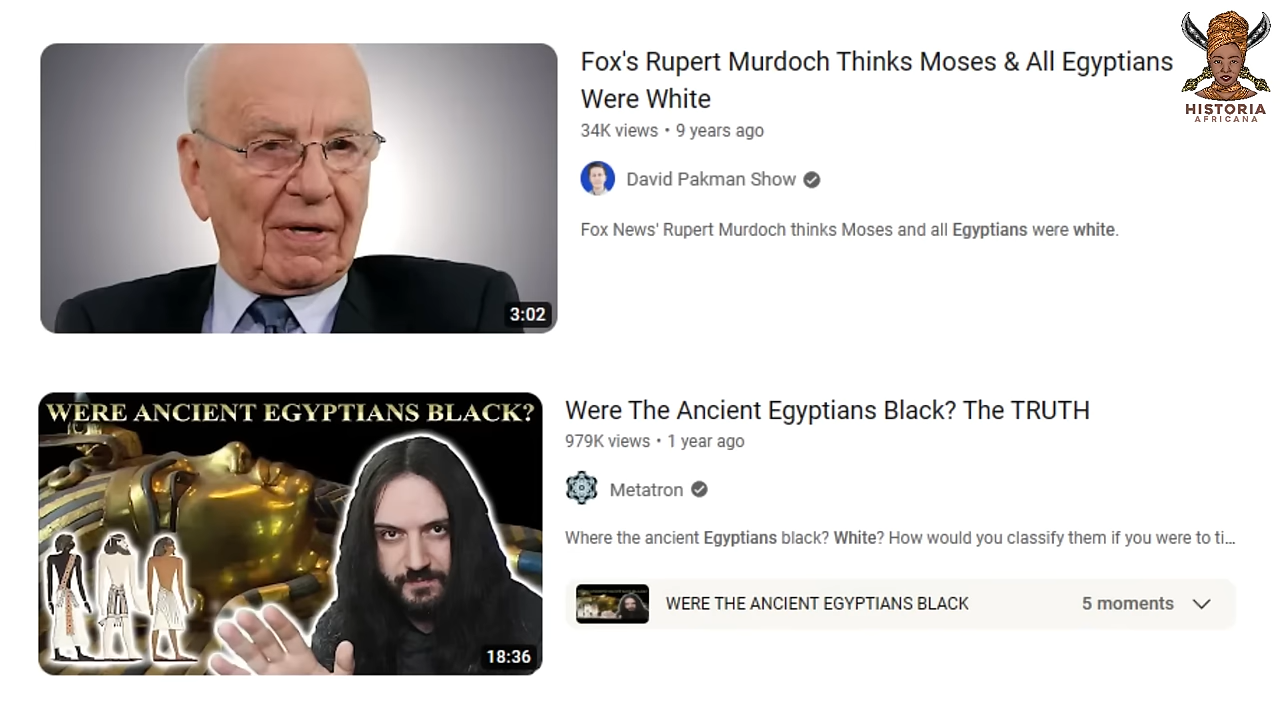 Fox's Rupert Murdoch Thinks Moses & All Egyptians
Were White
34K views • 9 years ago
David Pakman Show
Fox News' Rupert Murdoch thinks Moses and all Egyptians were white.
3:02
HISTORIA
AFRICANA
WERE ANCIENT EGYPTIANS BLACK?
18:36
Were The Ancient Egyptians Black? The TRUTH
979K views • 1 year ago
Metatron
Where the ancient Egyptians black? White? How would you classify them if you were to ti...
WERE THE ANCIENT EGYPTIANS BLACK
5 moments